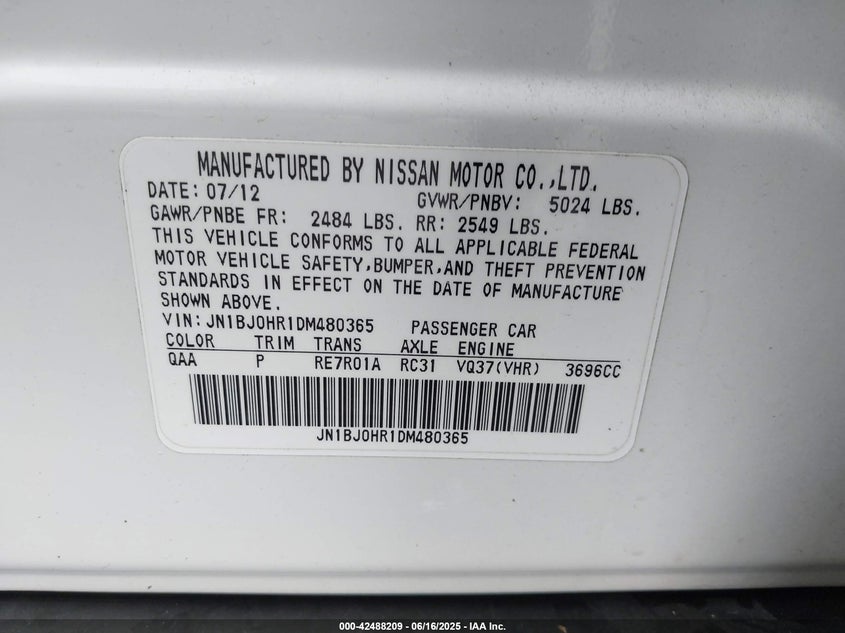 MANUFACTURED BY NISSAN MOTOR CO.,LTD.
DATE: 07/12 GVWR/PNBV: 5024 LBS.
GAWR/PNBE FR: 2484 LBS. RR: 2549 LBS.
THIS VEHICLE CONFORMS TO ALL APPLICABLE FEDERAL
MOTOR VEHICLE SAFETY,BUMPER,AND THEFT PREVENTION
STANDARDS IN EFFECT ON THE DATE OF MANUFACTURE
SHOWN ABOVE.
VIN: JN1BJ0HR1DM480365 PASSENGER CAR
COLOR TRIM TRANS AXLE ENGINE
QAA P RE7R01A RC31 VQ37(VHR) 3696CC
JN1BJ0HR1DM480365
000-42488209 - 06/16/2025 - IAA Inc.